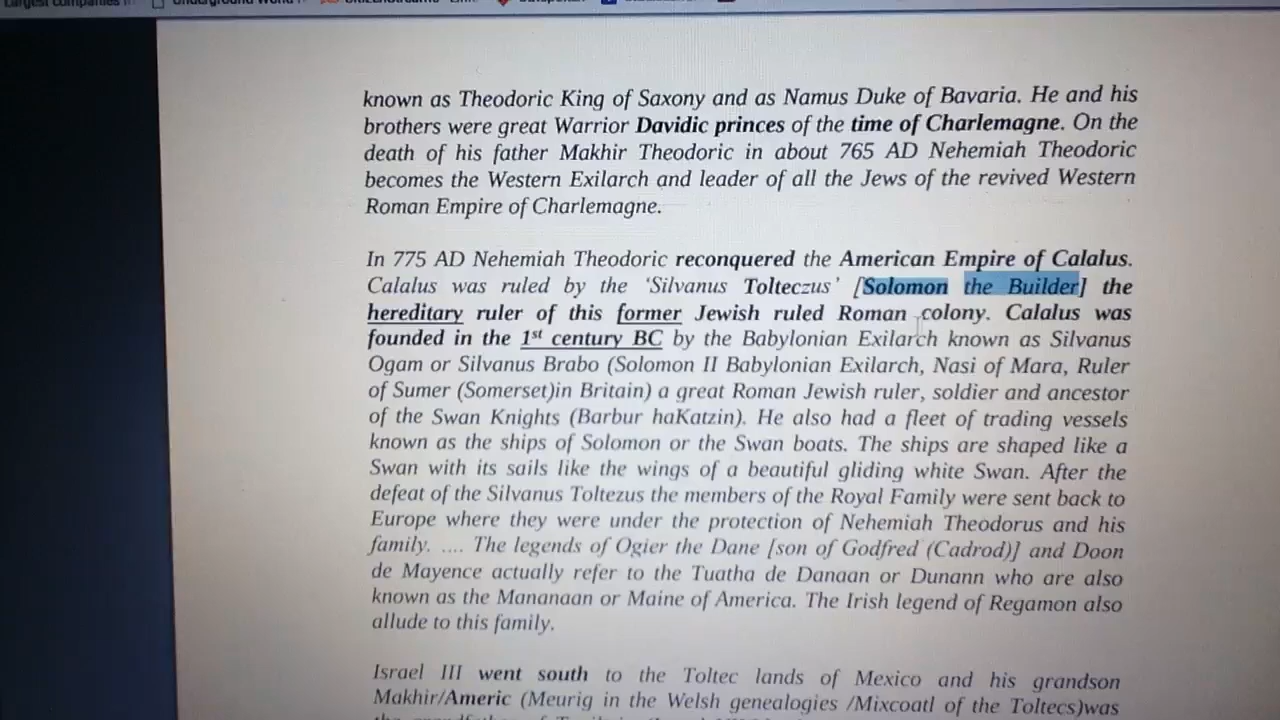 Largest companies i
Underground World
known as Theodoric King of Saxony and as Namus Duke of Bavaria. He and his
brothers were great Warrior Davidic princes of the time of Charlemagne. On the
death of his father Makhir Theodoric in about 765 AD Nehemiah Theodoric
becomes the Western Exilarch and leader of all the Jews of the revived Western
Roman Empire of Charlemagne.
In 775 AD Nehemiah Theodoric reconquered the American Empire of Calalus.
Calalus was ruled by the ‘Silvanus Tolteczus’ [Solomon the Builder] the
hereditary ruler of this former Jewish ruled Roman colony. Calalus was
founded in the 1st century BC by the Babylonian Exilarch known as Silvanus
Ogam or Silvanus Brabo (Solomon II Babylonian Exilarch, Nasi of Mara, Ruler
of Sumer (Somerset)in Britain) a great Roman Jewish ruler, soldier and ancestor
of the Swan Knights (Barbur haKatzin). He also had a fleet of trading vessels
known as the ships of Solomon or the Swan boats. The ships are shaped like a
Swan with its sails like the wings of a beautiful gliding white Swan. After the
defeat of the Silvanus Toltezus the members of the Royal Family were sent back to
Europe where they were under the protection of Nehemiah Theodorus and his
family. .... The legends of Ogier the Dane [son of Godfred (Cadrod)] and Doon
de Mayence actually refer to the Tuatha de Danaan or Dunann who are also
known as the Mananaan or Maine of America. The Irish legend of Regamon also
allude to this family.
Israel III went south to the Toltec lands of Mexico and his grandson
Makhir/Americ (Meurig in the Welsh genealogies /Mixcoatl of the Toltecs)was